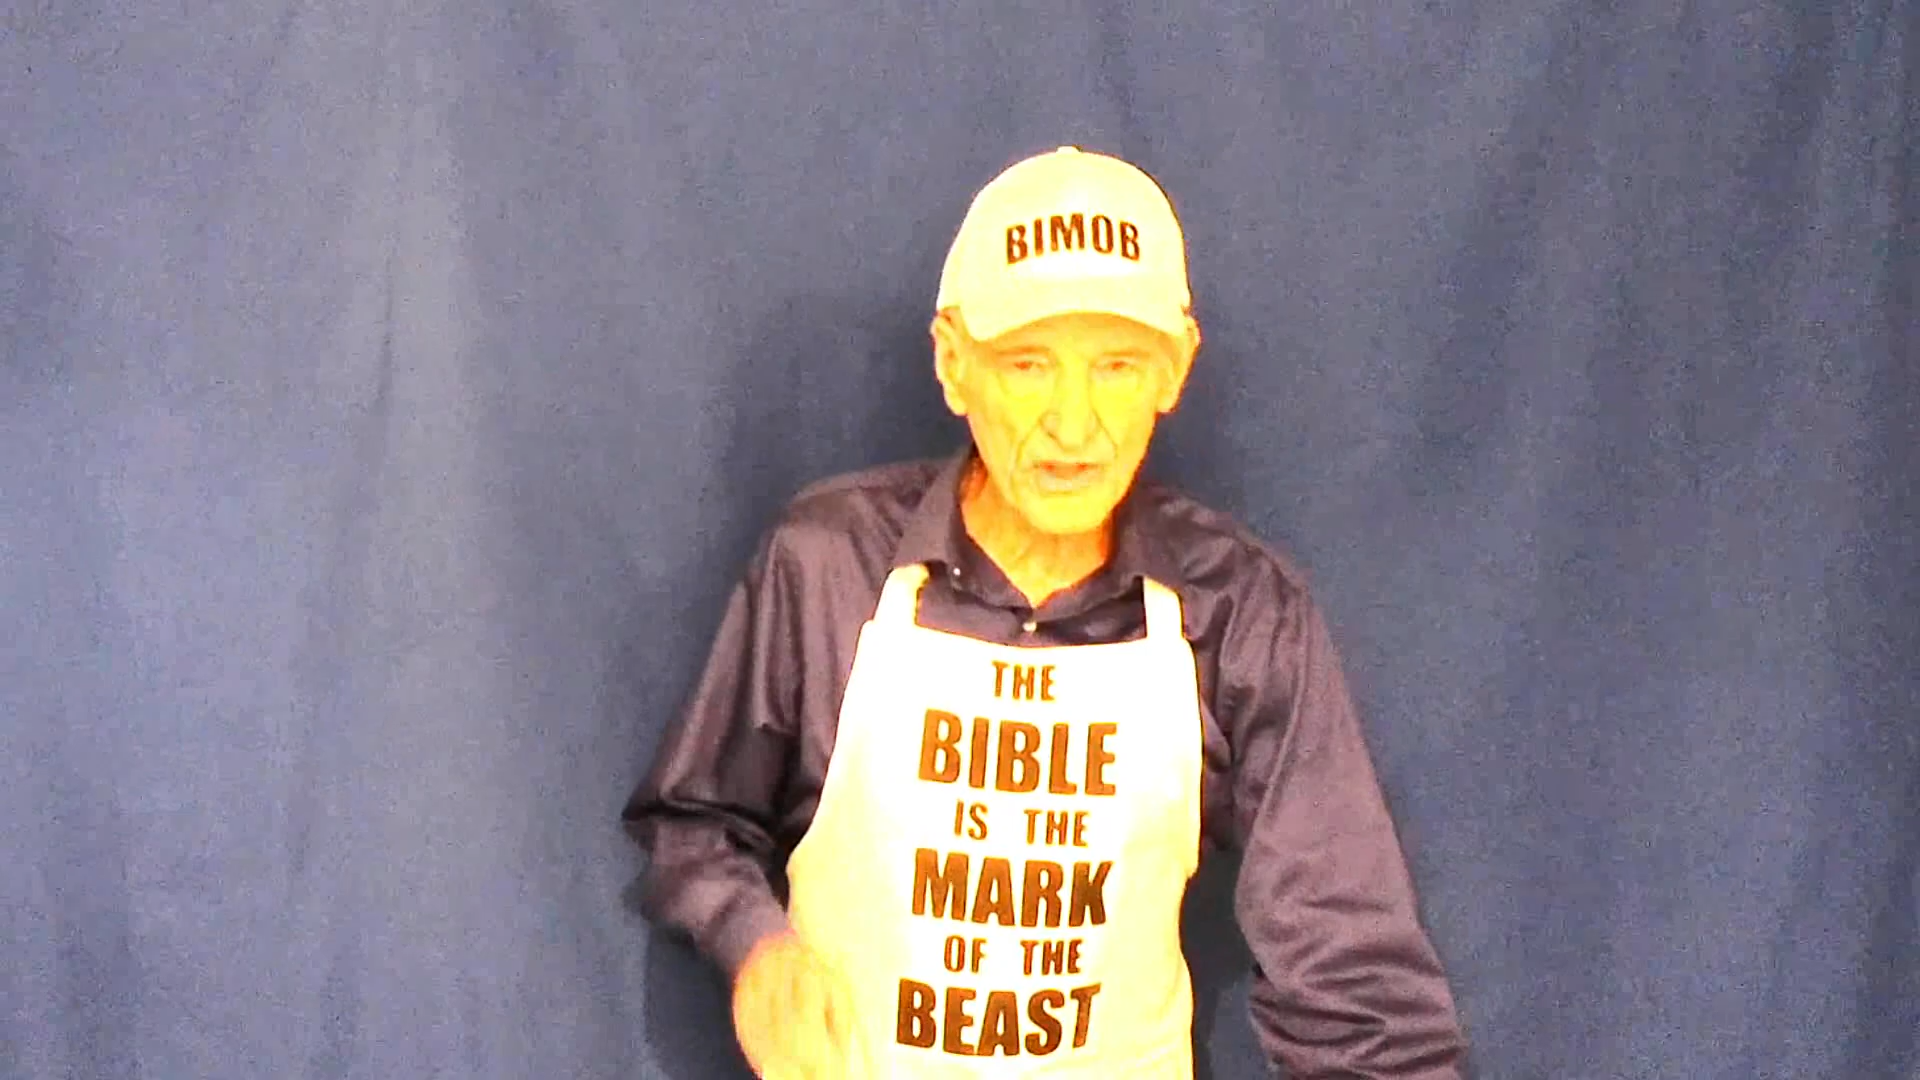 BIMOB
THE
BIBLE
IS THE
MARK
OF THE
BEAST